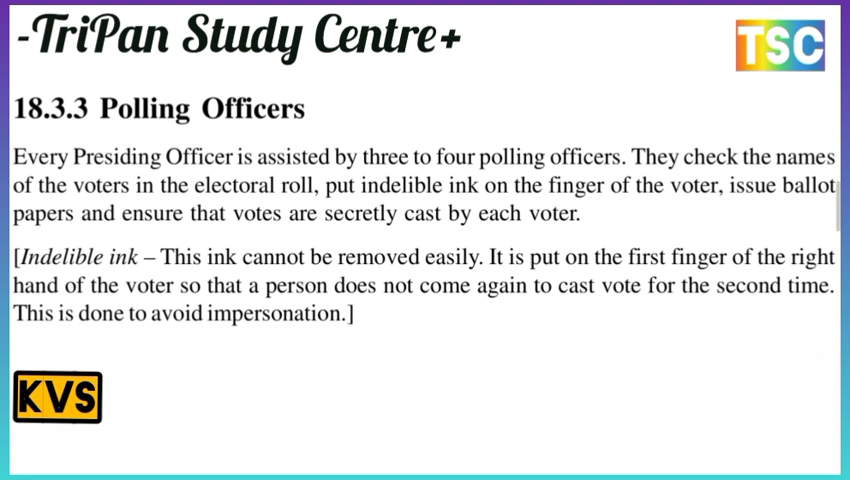 -TriPan Study Centre+
TSC
18.3.3 Polling Officers
Every Presiding Officer is assisted by three to four polling officers. They check the names
of the voters in the electoral roll, put indelible ink on the finger of the voter, issue ballot
papers and ensure that votes are secretly cast by each voter.
[Indelible ink – This ink cannot be removed easily. It is put on the first finger of the right
hand of the voter so that a person does not come again to cast vote for the second time.
This is done to avoid impersonation.]
KVS